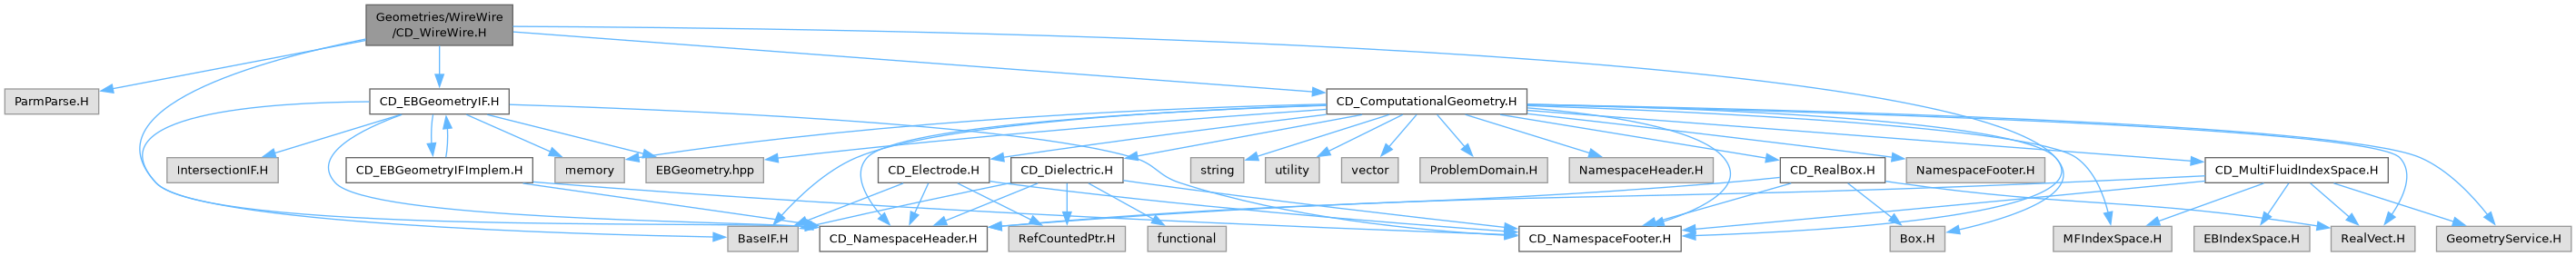 Geometries/WireWire
/CD_WireWire.H
ParmParse.H
CD_EBGeometryIF.H
CD_ComputationalGeometry.H
IntersectionIF.H
CD_EBGeometryIFImplem.H
memory
EBGeometry.hpp
CD_Electrode.H
CD_Dielectric.H
string
utility
vector
ProblemDomain.H
NamespaceHeader.H
CD_RealBox.H
NamespaceFooter.H
CD_MultiFluidIndexSpace.H
BaseIF.H
CD_NamespaceHeader.H
RefCountedPtr.H
functional
CD_NamespaceFooter.H
Box.H
MFIndexSpace.H
EBIndexSpace.H
RealVect.H
GeometryService.H